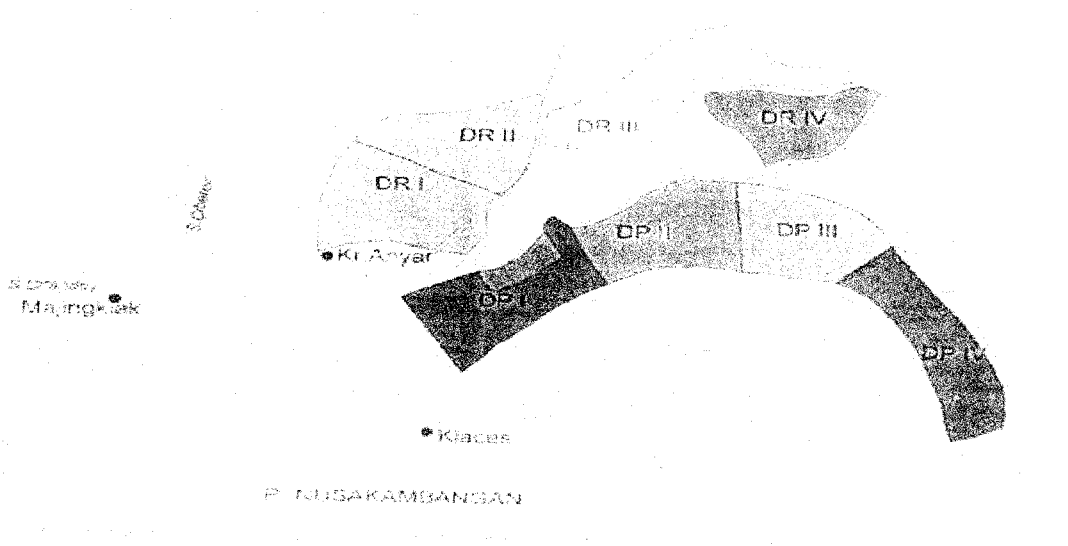 DR IV
DR III
DR II
DR I
DP II
DP III
Kr. Anyar
DP I
Majingklak
DP IV
Klaces
P. NUSAKAMBANGAN